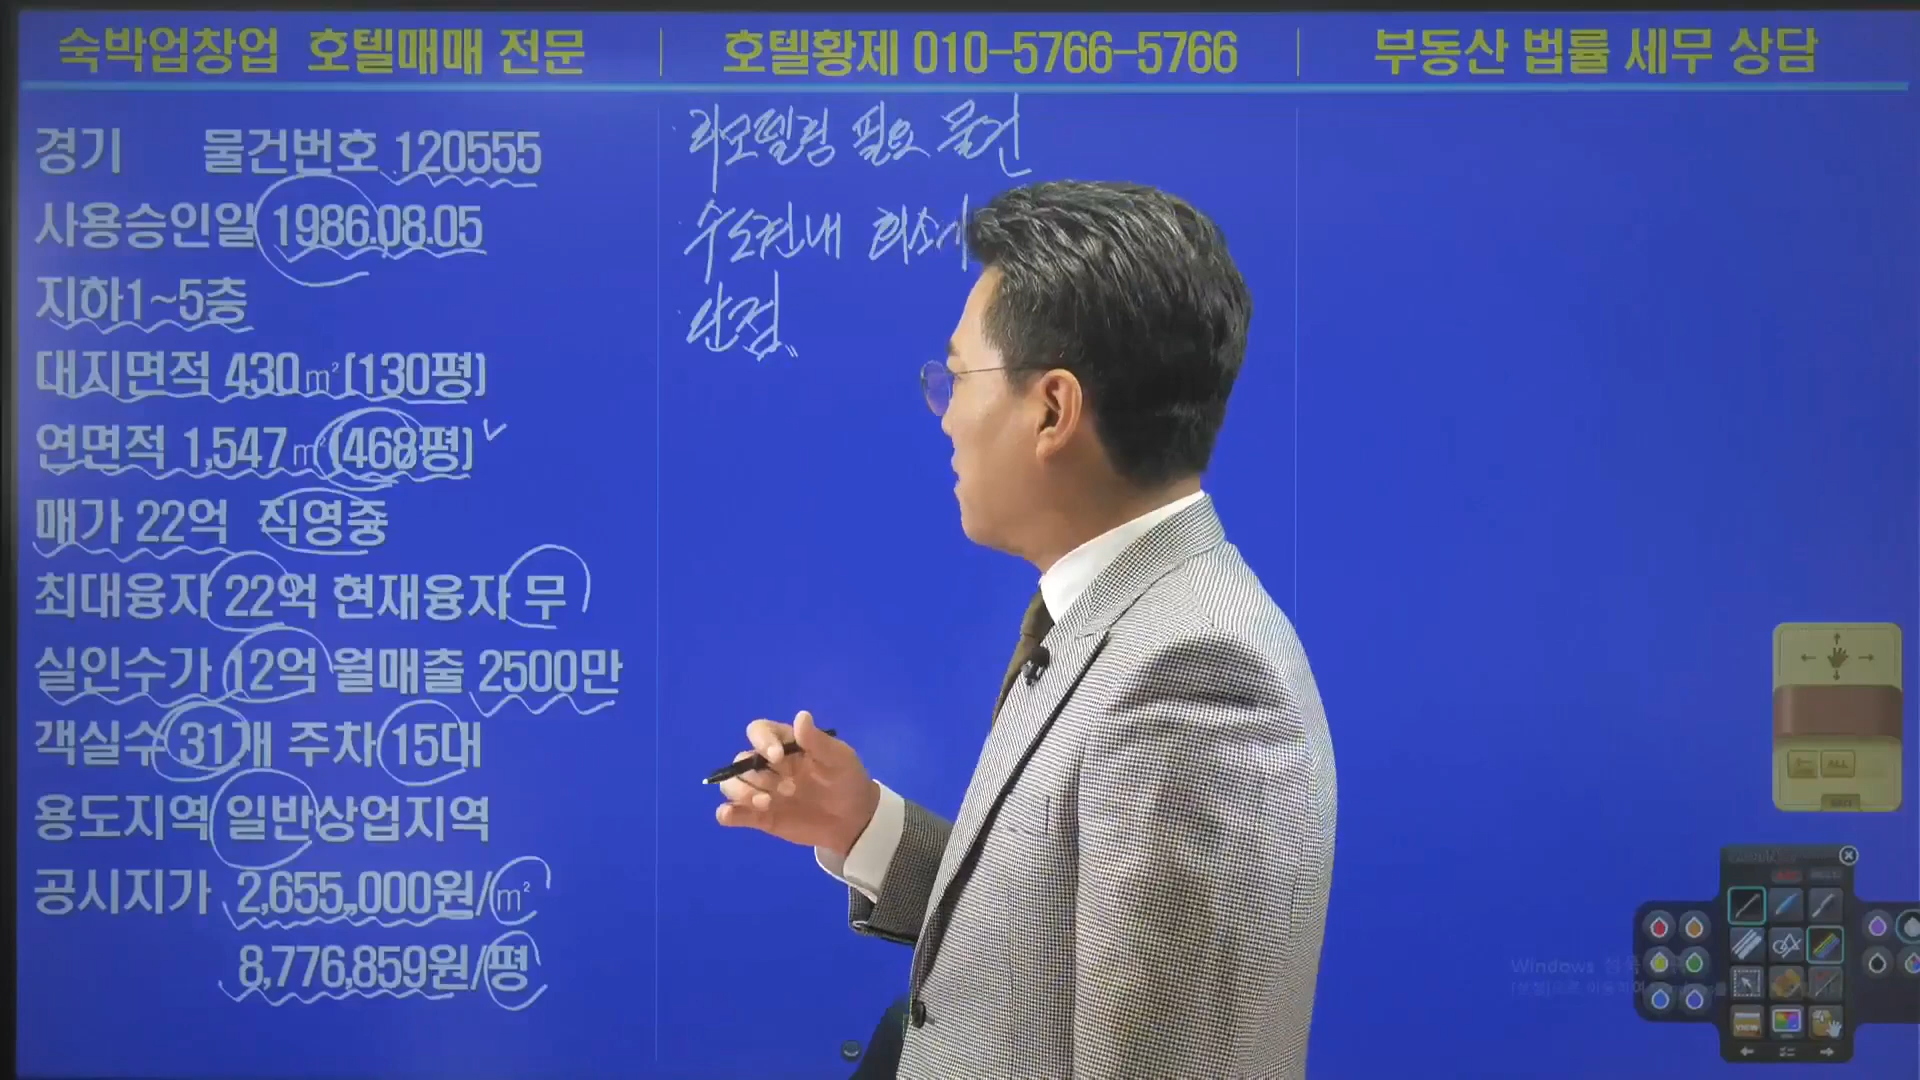 숙박업창업 호텔매매 전문
호텔황제 010-5766-5766
부동산 법률 세무 상담
경기 물건번호 120555
사용승인일 1986.08.05
지하1~5층
대지면적 430㎡(130평)
연면적 1,547㎡(468평)
매가 22억 직영중
최대융자 22억 현재융자 무
실인수가 12억 월매출 2500만
객실수 31개 주차 15대
용도지역 일반상업지역
공시지가 2,655,000원/㎡
8,776,859원/평
리모델링 필요 물건
수도권내
단점
Windows
ALL
VIEW